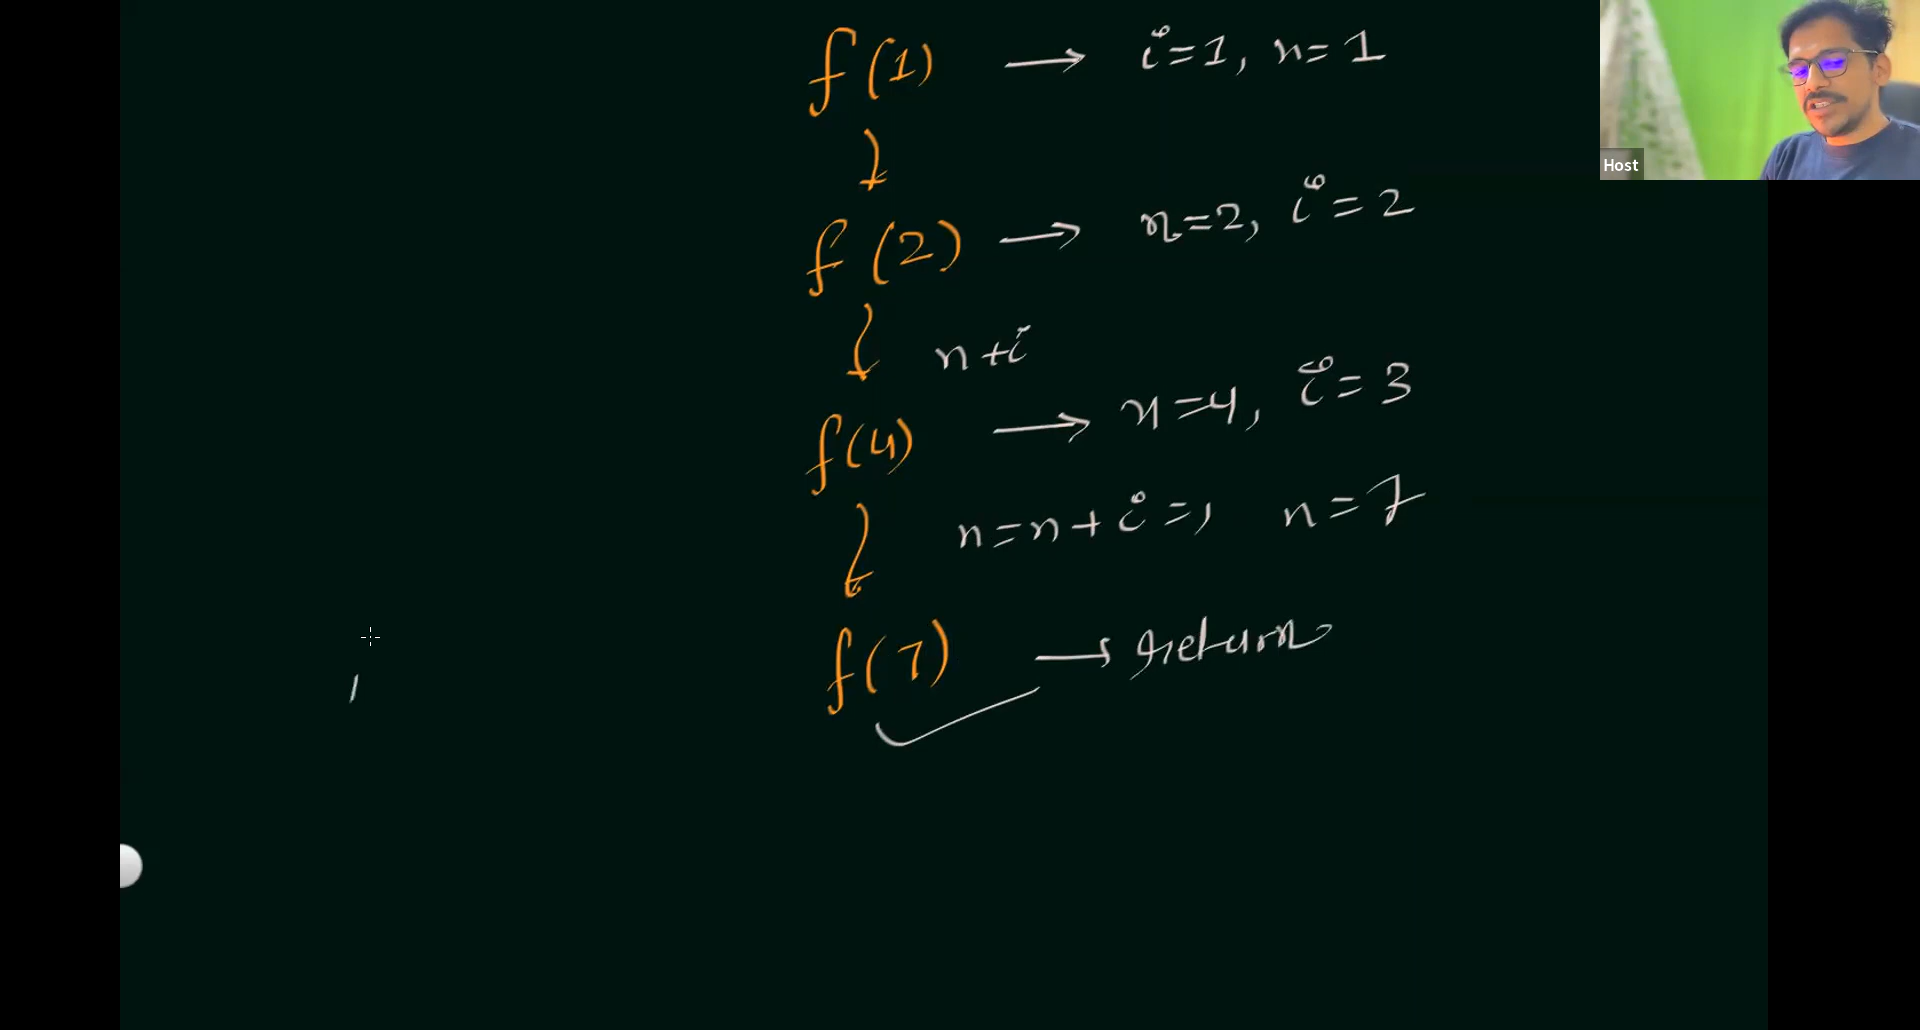 f(1) → i=1, n=1
Host
f(2) → n=2, i=2
n+i
f(4) → n=4, i=3
n=n+i=, n=7
f(7) → return